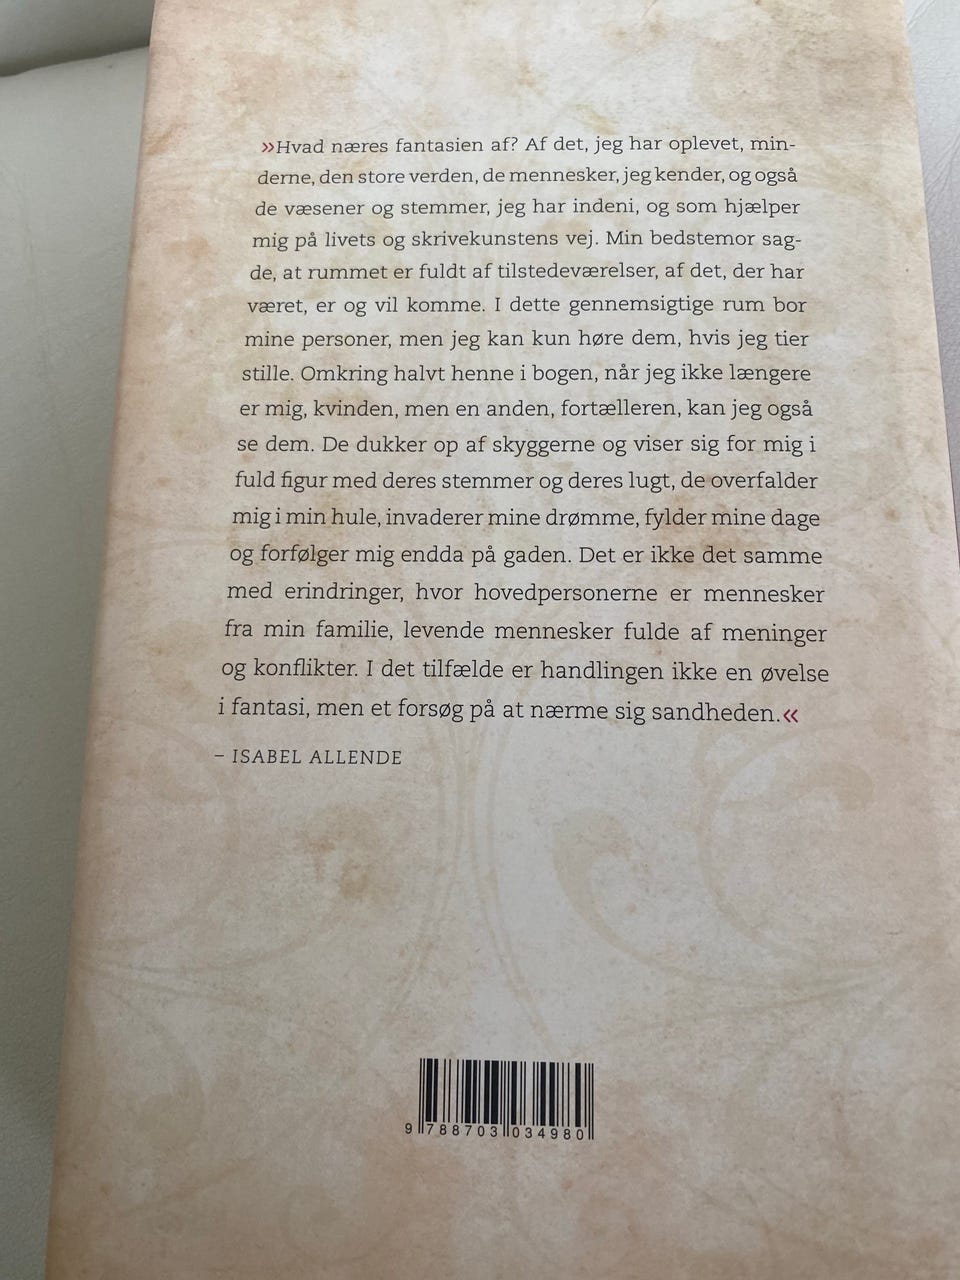 »Hvad næres fantasien af? Af det, jeg har oplevet, min-
derne, den store verden, de mennesker, jeg kender, og også
de væsener og stemmer, jeg har indeni, og som hjælper
mig på livets og skrivekunstens vej. Min bedstemor sag-
de, at rummet er fuldt af tilstedeværelser, af det, der har
været, er og vil komme. I dette gennemsigtige rum bor
mine personer, men jeg kan kun høre dem, hvis jeg tier
stille. Omkring halvt henne i bogen, når jeg ikke længere
er mig, kvinden, men en anden, fortælleren, kan jeg også
se dem. De dukker op af skyggerne og viser sig for mig i
fuld figur med deres stemmer og deres lugt, de overfalder
mig i min hule, invaderer mine drømme, fylder mine dage
og forfølger mig endda på gaden. Det er ikke det samme
med erindringer, hvor hovedpersonerne er mennesker
fra min familie, levende mennesker fulde af meninger
og konflikter. I det tilfælde er handlingen ikke en øvelse
i fantasi, men et forsøg på at nærme sig sandheden.«
– ISABEL ALLENDE
9 788703 034980